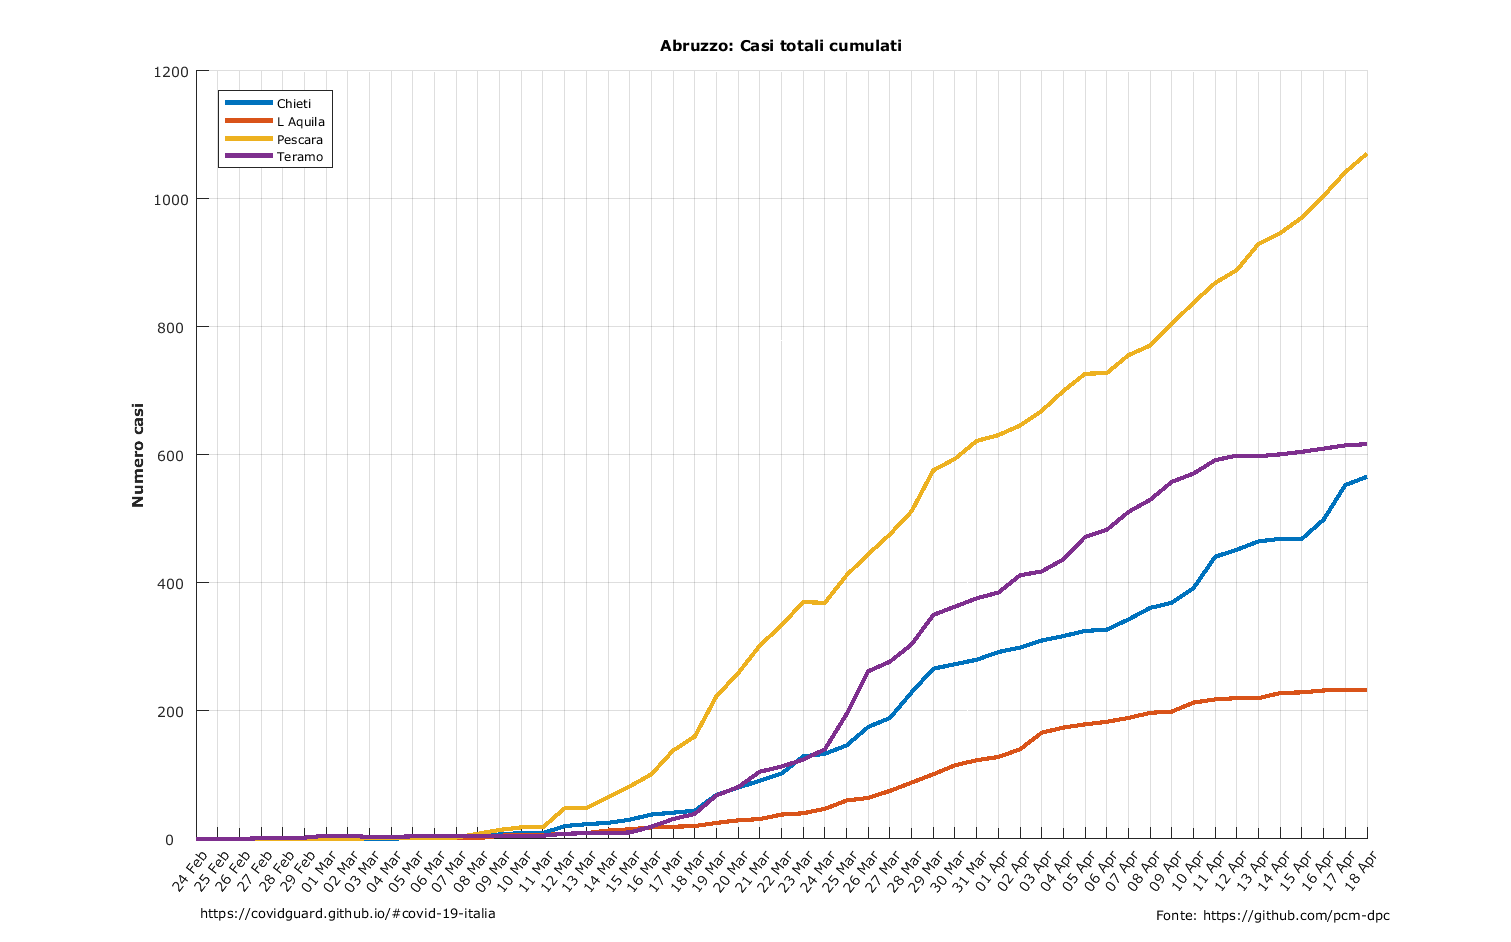 Abruzzo: Casi totali cumulati
1200
1000
800
600
400
200
0
Numero casi
Chieti
L Aquila
Pescara
Teramo
24 Feb
25 Feb
26 Feb
27 Feb
28 Feb
29 Feb
01 Mar
02 Mar
03 Mar
04 Mar
05 Mar
06 Mar
07 Mar
08 Mar
09 Mar
10 Mar
11 Mar
12 Mar
13 Mar
14 Mar
15 Mar
16 Mar
17 Mar
18 Mar
19 Mar
20 Mar
21 Mar
22 Mar
23 Mar
24 Mar
25 Mar
26 Mar
27 Mar
28 Mar
29 Mar
30 Mar
31 Mar
01 Apr
02 Apr
03 Apr
04 Apr
05 Apr
06 Apr
07 Apr
08 Apr
09 Apr
10 Apr
11 Apr
12 Apr
13 Apr
14 Apr
15 Apr
16 Apr
17 Apr
18 Apr
https://covidguard.github.io/#covid-19-italia
Fonte: https://github.com/pcm-dpc